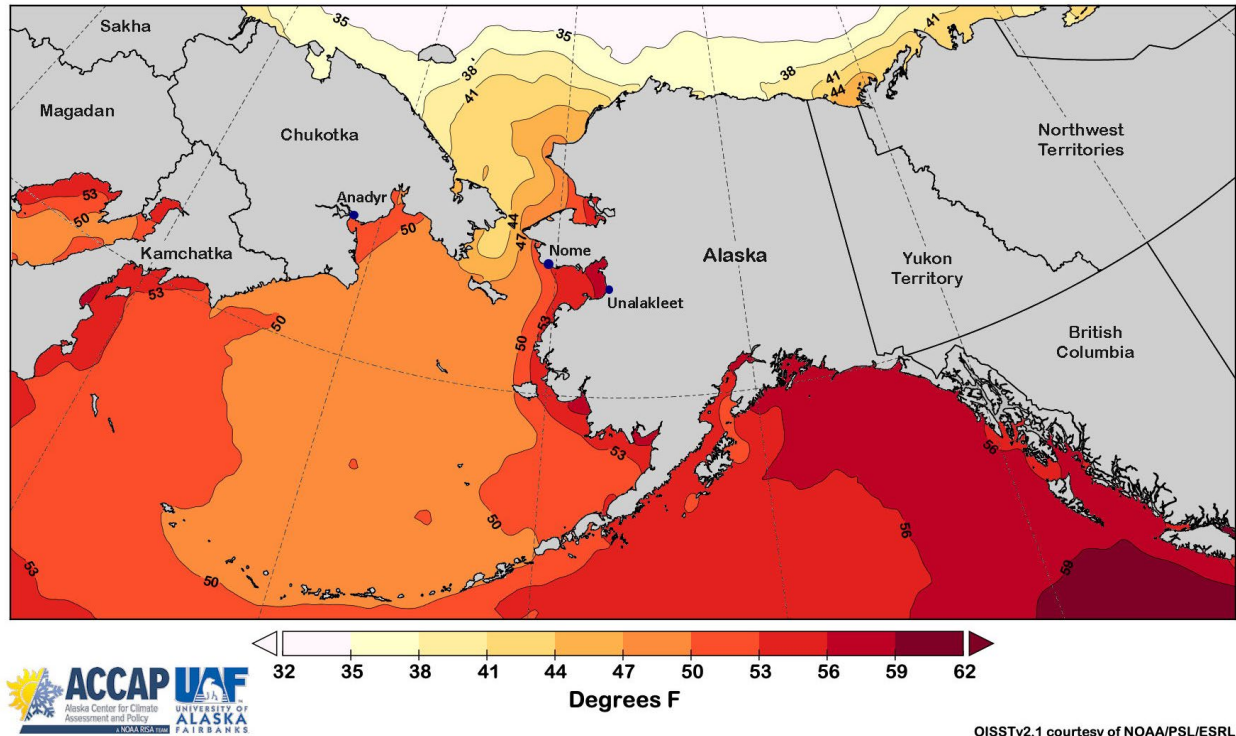 Sakha
35
35
41
Magadan
38
41
38
41
44
Chukotka
Northwest
Territories
53
Anadyr
50
44
50
47
Kamchatka
Nome
Alaska
Yukon
Territory
53
Unalakleet
50
53
50
British
Columbia
53
56
50
56
53
50
59
32 35 38 41 44 47 50 53 56 59 62
Degrees F
ACCAP
Alaska Center for Climate
Assessment and Policy
A NOAA RISA TEAM
UAF
UNIVERSITY OF
ALASKA
FAIRBANKS
OISSTv2.1 courtesy of NOAA/PSL/ESRL